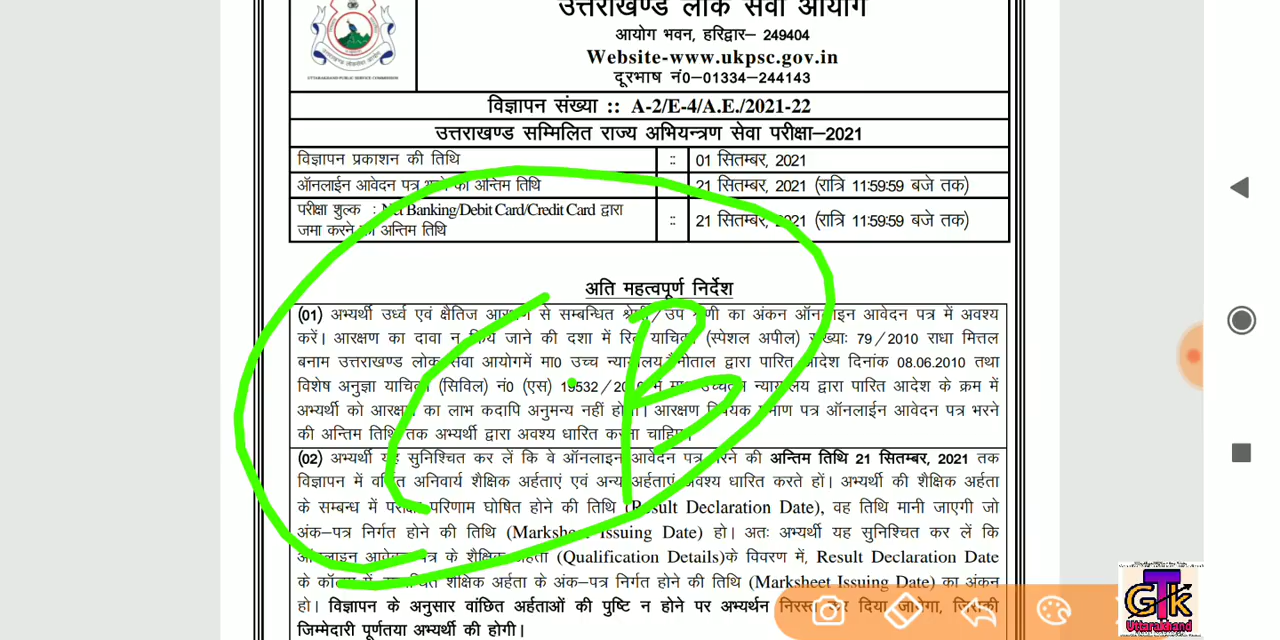 उत्तराखण्ड लोक सेवा आयोग
आयोग भवन, हरिद्वार– 249404
Website-www.ukpsc.gov.in
दूरभाष नं0–01334-244143
UTTARAKHAND PUBLIC SERVICE COMMISSION
विज्ञापन संख्या :: A-2/E-4/A.E./2021-22
उत्तराखण्ड सम्मिलित राज्य अभियन्त्रण सेवा परीक्षा–2021
विज्ञापन प्रकाशन की तिथि :: 01 सितम्बर, 2021
ऑनलाईन आवेदन पत्र भरने की अन्तिम तिथि :: 21 सितम्बर, 2021 (रात्रि 11:59:59 बजे तक)
परीक्षा शुल्क : Net Banking/Debit Card/Credit Card द्वारा
जमा करने की अन्तिम तिथि :: 21 सितम्बर, 2021 (रात्रि 11:59:59 बजे तक)
अति महत्वपूर्ण निर्देश
(01) अभ्यर्थी उर्ध्व एवं क्षैतिज आरक्षण से सम्बन्धित श्रेणी/उप श्रेणी का अंकन ऑनलाइन आवेदन पत्र में अवश्य
करें। आरक्षण का दावा न किये जाने की दशा में रिट याचिका (स्पेशल अपील) संख्याः 79/2010 राधा मित्तल
बनाम उत्तराखण्ड लोक सेवा आयोगमें मा0 उच्च न्यायालय नैनीताल द्वारा पारित आदेश दिनांक 08.06.2010 तथा
विशेष अनुज्ञा याचिका (सिविल) नं0 (एस) 19532/2010 में मा0 उच्चतम न्यायालय द्वारा पारित आदेश के क्रम में
अभ्यर्थी को आरक्षण का लाभ कदापि अनुमन्य नहीं होगा। आरक्षण विषयक प्रमाण पत्र ऑनलाईन आवेदन पत्र भरने
की अन्तिम तिथि तक अभ्यर्थी द्वारा अवश्य धारित करना चाहिए।
(02) अभ्यर्थी यह सुनिश्चित कर लें कि वे ऑनलाइन आवेदन पत्र भरने की अन्तिम तिथि 21 सितम्बर, 2021 तक
विज्ञापन में वर्णित अनिवार्य शैक्षिक अर्हताएं एवं अन्य अर्हताएं अवश्य धारित करते हों। अभ्यर्थी की शैक्षिक अर्हता
के सम्बन्ध में परीक्षा परिणाम घोषित होने की तिथि (Result Declaration Date), वह तिथि मानी जाएगी जो
अंक–पत्र निर्गत होने की तिथि (Marksheet Issuing Date) हो। अतः अभ्यर्थी यह सुनिश्चित कर लें कि
ऑनलाइन आवेदन पत्र के शैक्षिक अर्हता (Qualification Details)के विवरण में, Result Declaration Date
के कॉलम में शैक्षिक अर्हता के अंक–पत्र निर्गत होने की तिथि (Marksheet Issuing Date) का अंकन
हो। विज्ञापन के अनुसार वांछित अर्हताओं की पुष्टि न होने पर अभ्यर्थन निरस्त कर दिया जायेगा, जिसकी
जिम्मेदारी पूर्णतया अभ्यर्थी की होगी।
GTK
Uttarakhand